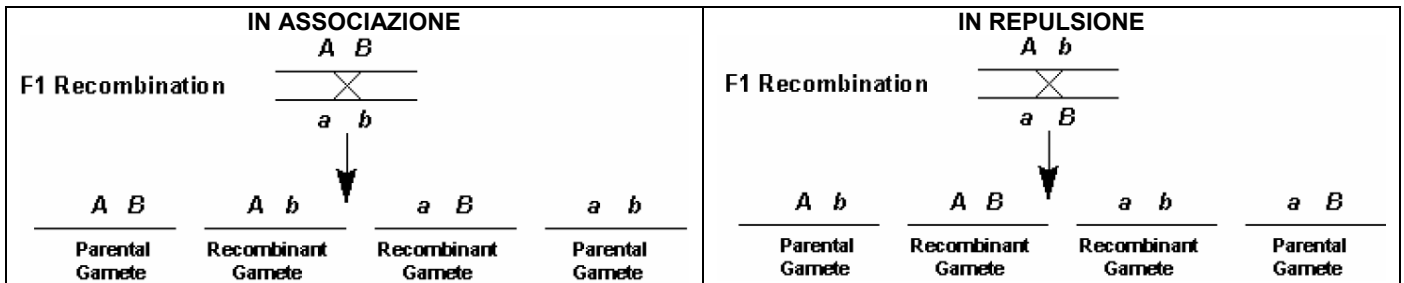 IN ASSOCIAZIONE
A B
F1 Recombination
a b
A B A b a B a b
Parental Recombinant Recombinant Parental
Gamete Gamete Gamete Gamete
IN REPULSIONE
A b
F1 Recombination
a B
A b A B a b a B
Parental Recombinant Recombinant Parental
Gamete Gamete Gamete Gamete